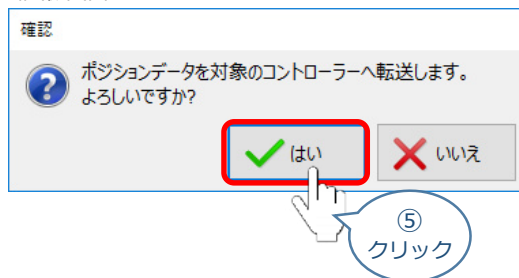 確認
ポジションデータを対象のコントローラーへ転送します。
よろしいですか?
はい
いいえ
⑤
クリック